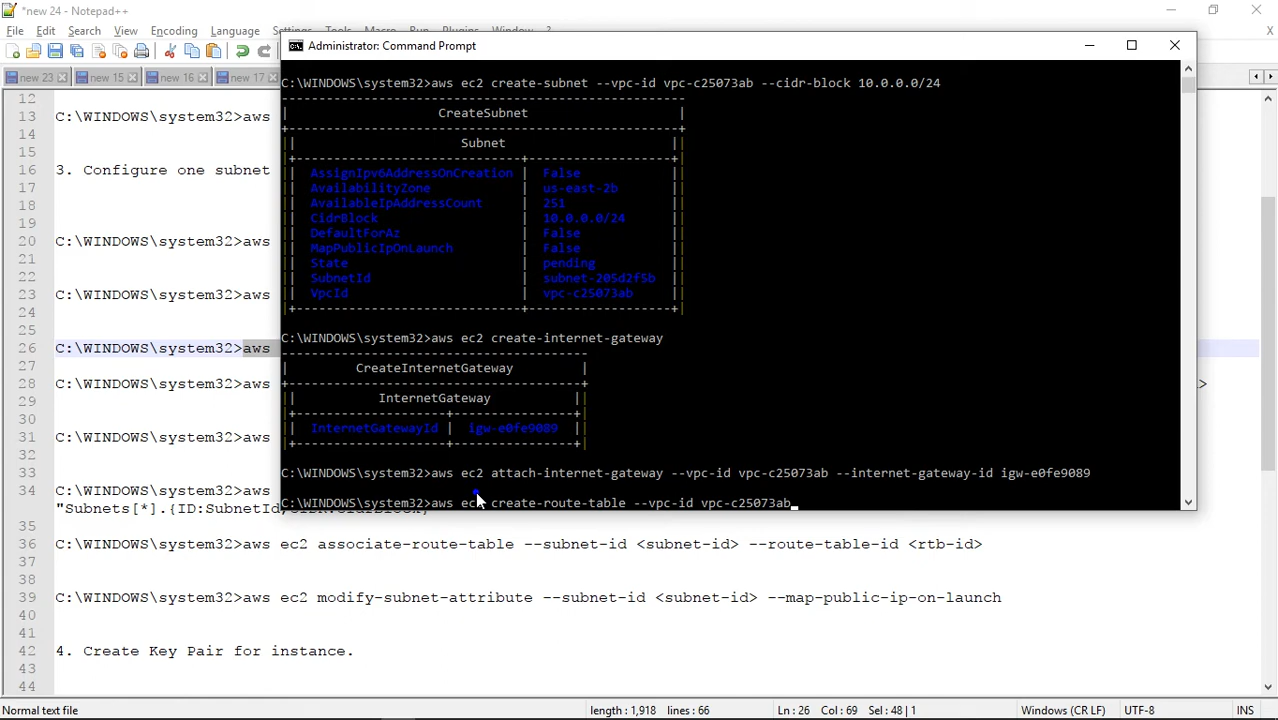 *new 24 - Notepad++
File Edit Search View Encoding Language Settings Tools Macro Run Plugins Window ?
X
new 23 new 15 new 16 new 17
Administrator: Command Prompt
C:\WINDOWS\system32>aws ec2 create-subnet --vpc-id vpc-c25073ab --cidr-block 10.0.0.0/24
CreateSubnet
Subnet
AssignIpv6AddressOnCreation | False
AvailabilityZone | us-east-2b
AvailableIpAddressCount | 251
CidrBlock | 10.0.0.0/24
DefaultForAz | False
MapPublicIpOnLaunch | False
State | pending
SubnetId | subnet-205d2f5b
VpcId | vpc-c25073ab
C:\WINDOWS\system32>aws ec2 create-internet-gateway
CreateInternetGateway
InternetGateway
InternetGatewayId | igw-e0fe9089
C:\WINDOWS\system32>aws ec2 attach-internet-gateway --vpc-id vpc-c25073ab --internet-gateway-id igw-e0fe9089
C:\WINDOWS\system32>aws ec2 create-route-table --vpc-id vpc-c25073ab
12
13 C:\WINDOWS\system32>aws
14
15
16 3. Configure one subnet
17
18
19
20 C:\WINDOWS\system32>aws
21
22
23 C:\WINDOWS\system32>aws
24
25
26 C:\WINDOWS\system32>aws
27
28 C:\WINDOWS\system32>aws >
29
30
31 C:\WINDOWS\system32>aws
32
33
34 C:\WINDOWS\system32>aws
"Subnets[*].{ID:SubnetId,CIDR:CidrBlock}"
35
36 C:\WINDOWS\system32>aws ec2 associate-route-table --subnet-id <subnet-id> --route-table-id <rtb-id>
37
38
39 C:\WINDOWS\system32>aws ec2 modify-subnet-attribute --subnet-id <subnet-id> --map-public-ip-on-launch
40
41
42 4. Create Key Pair for instance.
43
44
Normal text file length : 1,918 lines : 66 Ln : 26 Col : 69 Sel : 48 | 1 Windows (CR LF) UTF-8 INS